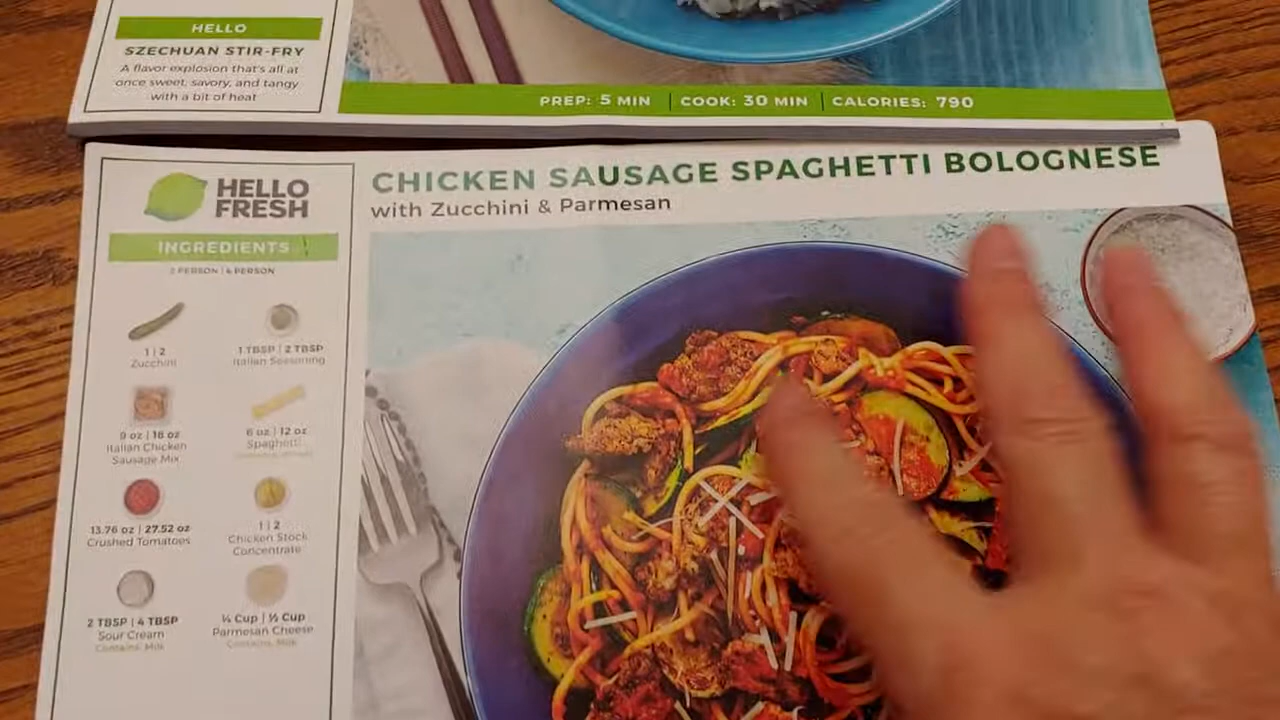 HELLO
SZECHUAN STIR-FRY
A flavor explosion that's all at
once sweet, savory, and tangy
with a bit of heat
PREP: 5 MIN | COOK: 30 MIN | CALORIES: 790
HELLO
FRESH
INGREDIENTS
2 PERSON | 4 PERSON
1 | 2
Zucchini
1 TBSP | 2 TBSP
Italian Seasoning
9 oz | 18 oz
Italian Chicken
Sausage Mix
6 oz | 12 oz
Spaghetti
13.76 oz | 27.52 oz
Crushed Tomatoes
1 | 2
Chicken Stock
Concentrate
2 TBSP | 4 TBSP
Sour Cream
Contains: Milk
¼ Cup | ½ Cup
Parmesan Cheese
Contains: Milk
CHICKEN SAUSAGE SPAGHETTI BOLOGNESE
with Zucchini & Parmesan